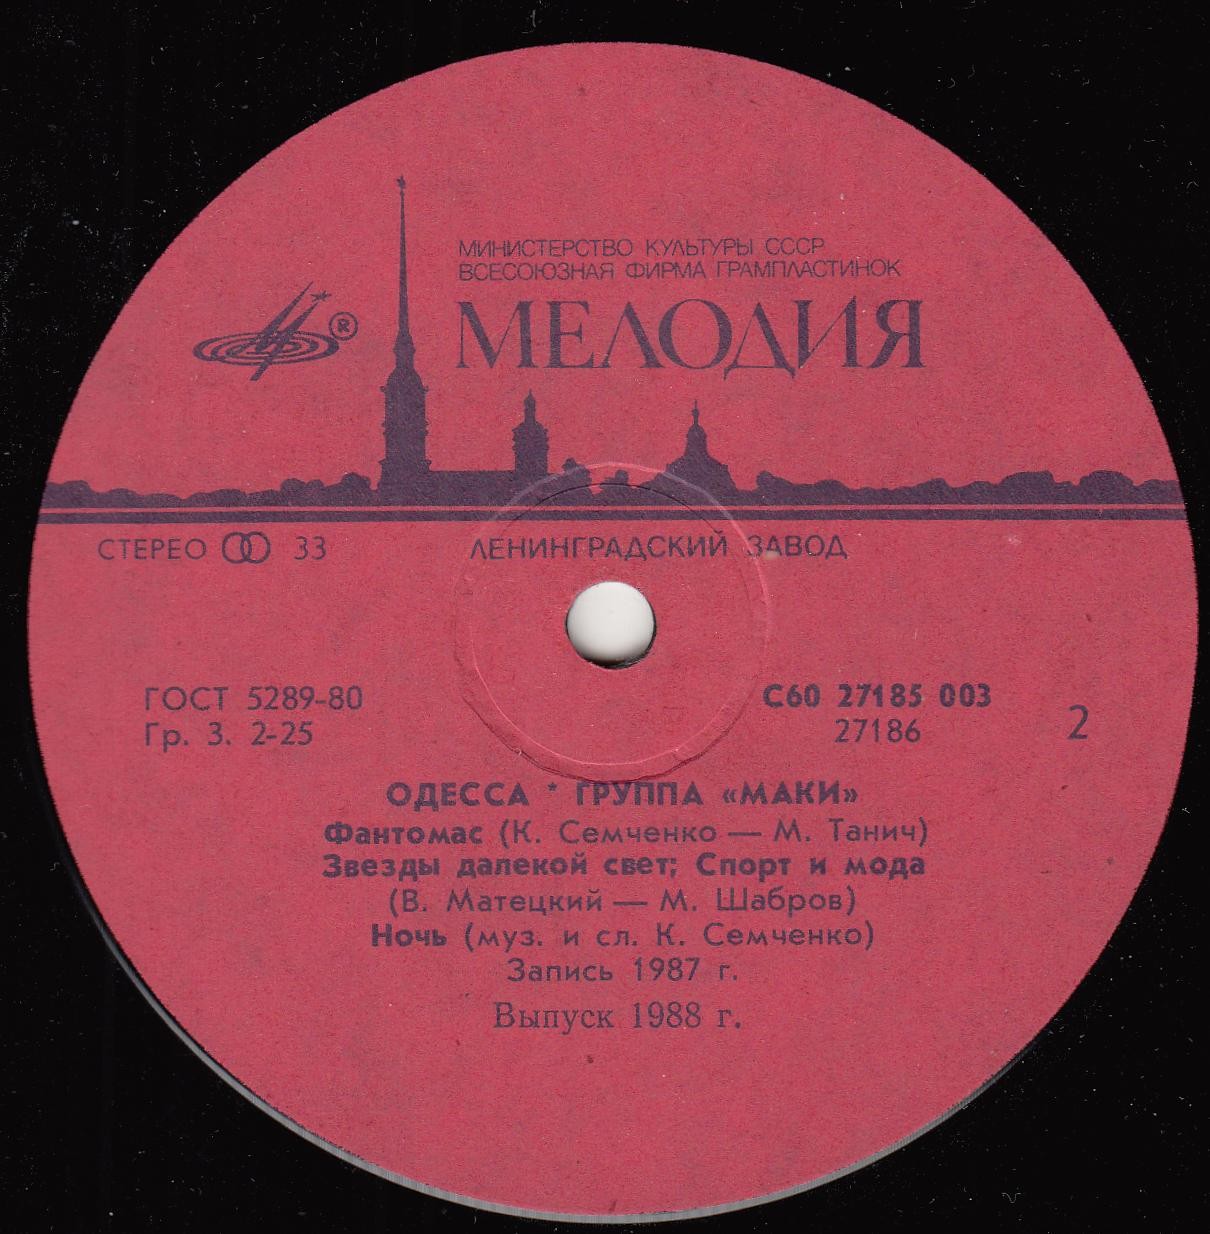 МИНИСТЕРСТВО КУЛЬТУРЫ СССР
ВСЕСОЮЗНАЯ ФИРМА ГРАМПЛАСТИНОК
®
МЕЛОДИЯ
СТЕРЕО 33
ЛЕНИНГРАДСКИЙ ЗАВОД
ГОСТ 5289-80
Гр. 3. 2-25
С60 27185 003
27186
2
ОДЕССА * ГРУППА «МАКИ»
Фантомас (К. Семченко — М. Танич)
Звезды далекой свет; Спорт и мода
(В. Матецкий — М. Шабров)
Ночь (муз. и сл. К. Семченко)
Запись 1987 г.
Выпуск 1988 г.